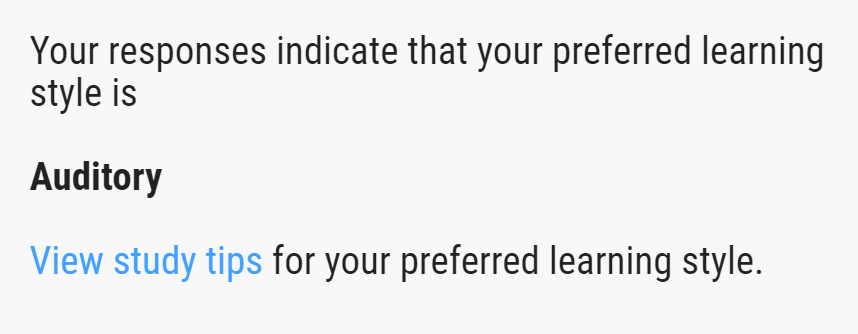 Your responses indicate that your preferred learning
style is
Auditory
View study tips for your preferred learning style.